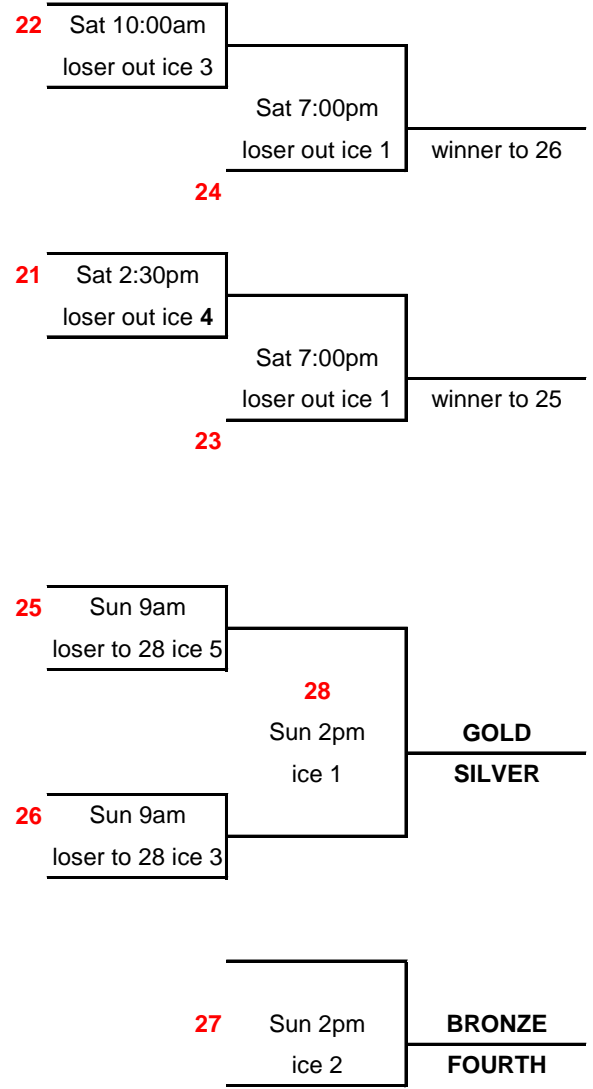 22 Sat 10:00am
loser out ice 3
Sat 7:00pm
loser out ice 1 winner to 26
24
21 Sat 2:30pm
loser out ice 4
Sat 7:00pm
loser out ice 1 winner to 25
23
25 Sun 9am
loser to 28 ice 5
28
Sun 2pm GOLD
ice 1 SILVER
26 Sun 9am
loser to 28 ice 3
27 Sun 2pm BRONZE
ice 2 FOURTH